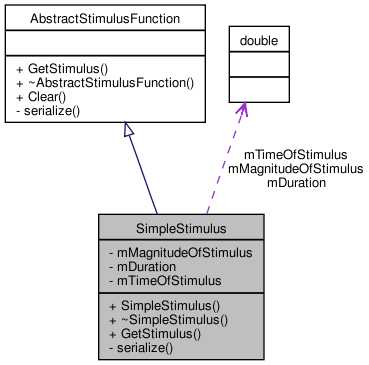 AbstractStimulusFunction
+ GetStimulus()
+ ~AbstractStimulusFunction()
+ Clear()
- serialize()
double
mTimeOfStimulus
mMagnitudeOfStimulus
mDuration
SimpleStimulus
- mMagnitudeOfStimulus
- mDuration
- mTimeOfStimulus
+ SimpleStimulus()
+ ~SimpleStimulus()
+ GetStimulus()
- serialize()